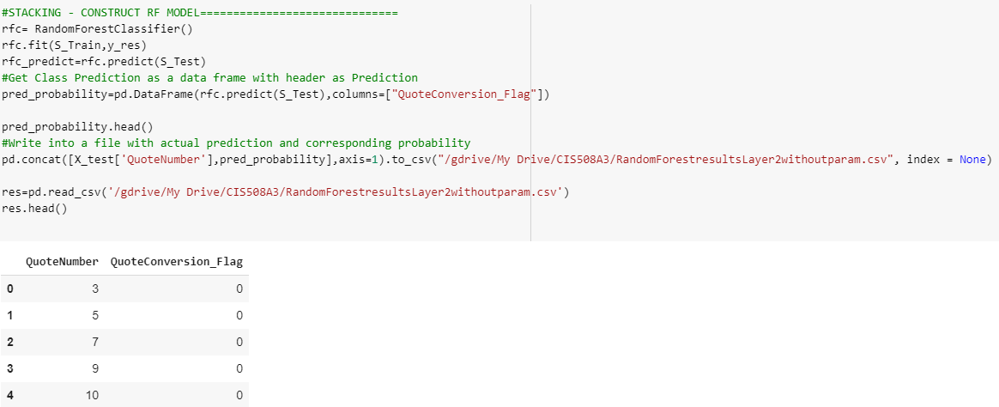 #STACKING - CONSTRUCT RF MODEL==============================
rfc= RandomForestClassifier()
rfc.fit(S_Train,y_res)
rfc_predict=rfc.predict(S_Test)
#Get Class Prediction as a data frame with header as Prediction
pred_probability=pd.DataFrame(rfc.predict(S_Test),columns=["QuoteConversion_Flag"])
pred_probability.head()
#Write into a file with actual prediction and corresponding probability
pd.concat([X_test['QuoteNumber'],pred_probability],axis=1).to_csv("/gdrive/My Drive/CIS508A3/RandomForestresultsLayer2withoutparam.csv", index = None)
res=pd.read_csv('/gdrive/My Drive/CIS508A3/RandomForestresultsLayer2withoutparam.csv')
res.head()
QuoteNumber QuoteConversion_Flag
0 3 0
1 5 0
2 7 0
3 9 0
4 10 0